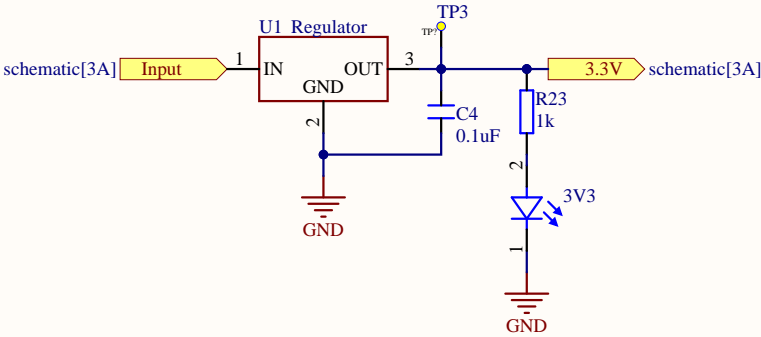 TP3
TP?
U1 Regulator
schematic[3A] Input 1 IN OUT 3 3.3V schematic[3A]
GND
2
C4
0.1uF
R23
1k
2
3V3
1
GND
GND